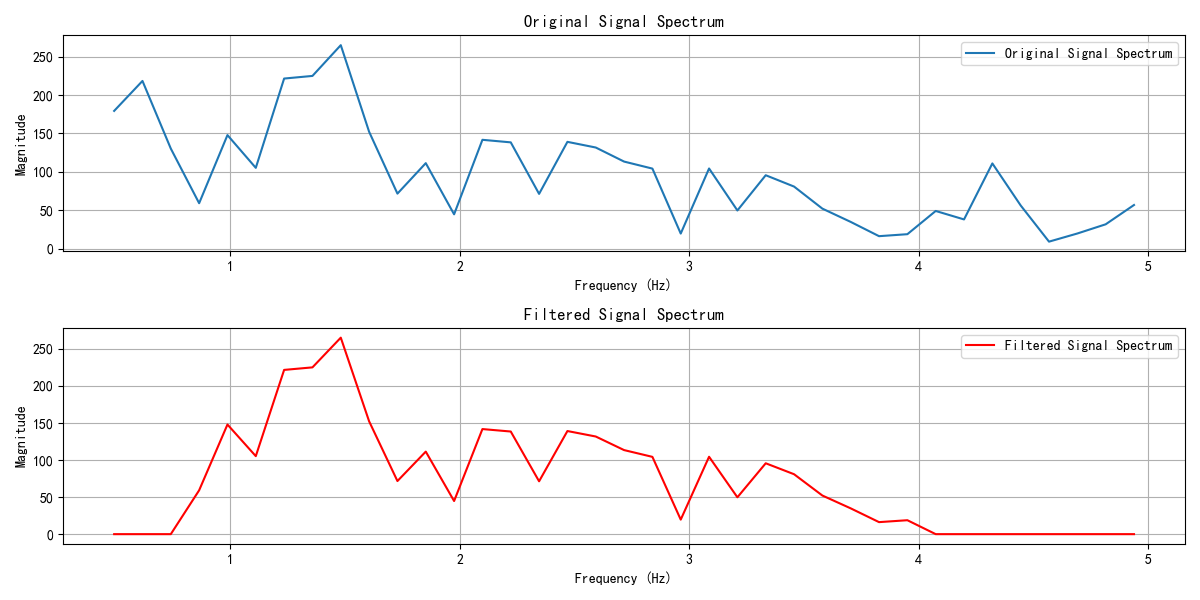 Original Signal Spectrum
Original Signal Spectrum
Magnitude
250
200
150
100
50
0
1 2 3 4 5
Frequency (Hz)
Filtered Signal Spectrum
Filtered Signal Spectrum
Magnitude
250
200
150
100
50
0
1 2 3 4 5
Frequency (Hz)